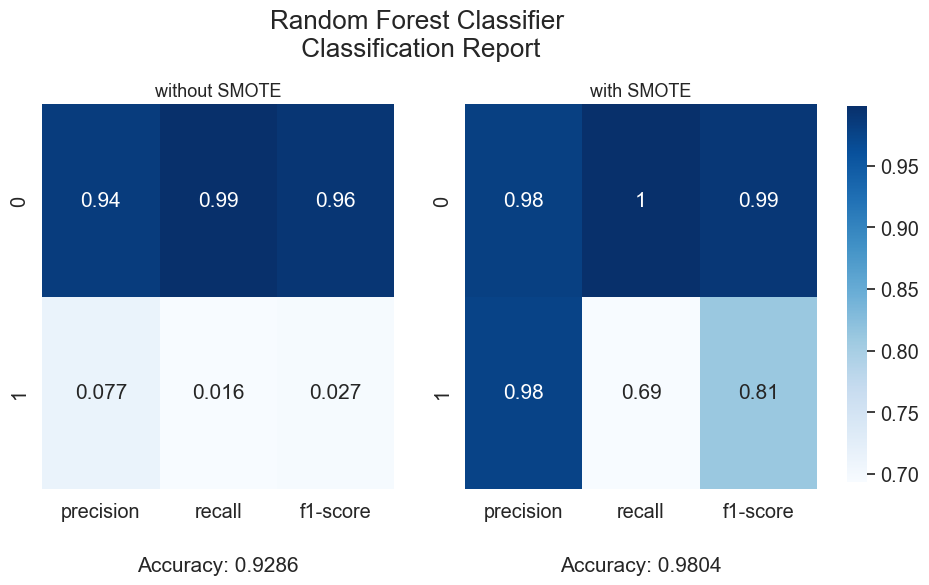 Random Forest Classifier
Classification Report
without SMOTE
with SMOTE
0
0.94 0.99 0.96
1
0.077 0.016 0.027
precision recall f1-score
Accuracy: 0.9286
0
0.98 1 0.99
1
0.98 0.69 0.81
precision recall f1-score
Accuracy: 0.9804
0.95
0.90
0.85
0.80
0.75
0.70